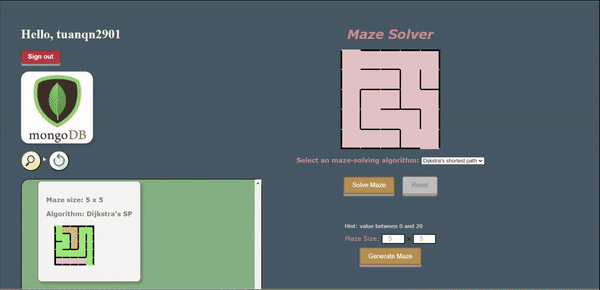 Hello, tuanqn2901
Sign out
mongoDB
Maze size: 5 x 5
Algorithm: Dijkstra's SP
Maze Solver
Select an maze-solving algorithm: Dijkstra's shortest path
Solve Maze Reset
Hint: value between 0 and 20
Maze Size: 5 x 5
Generate Maze